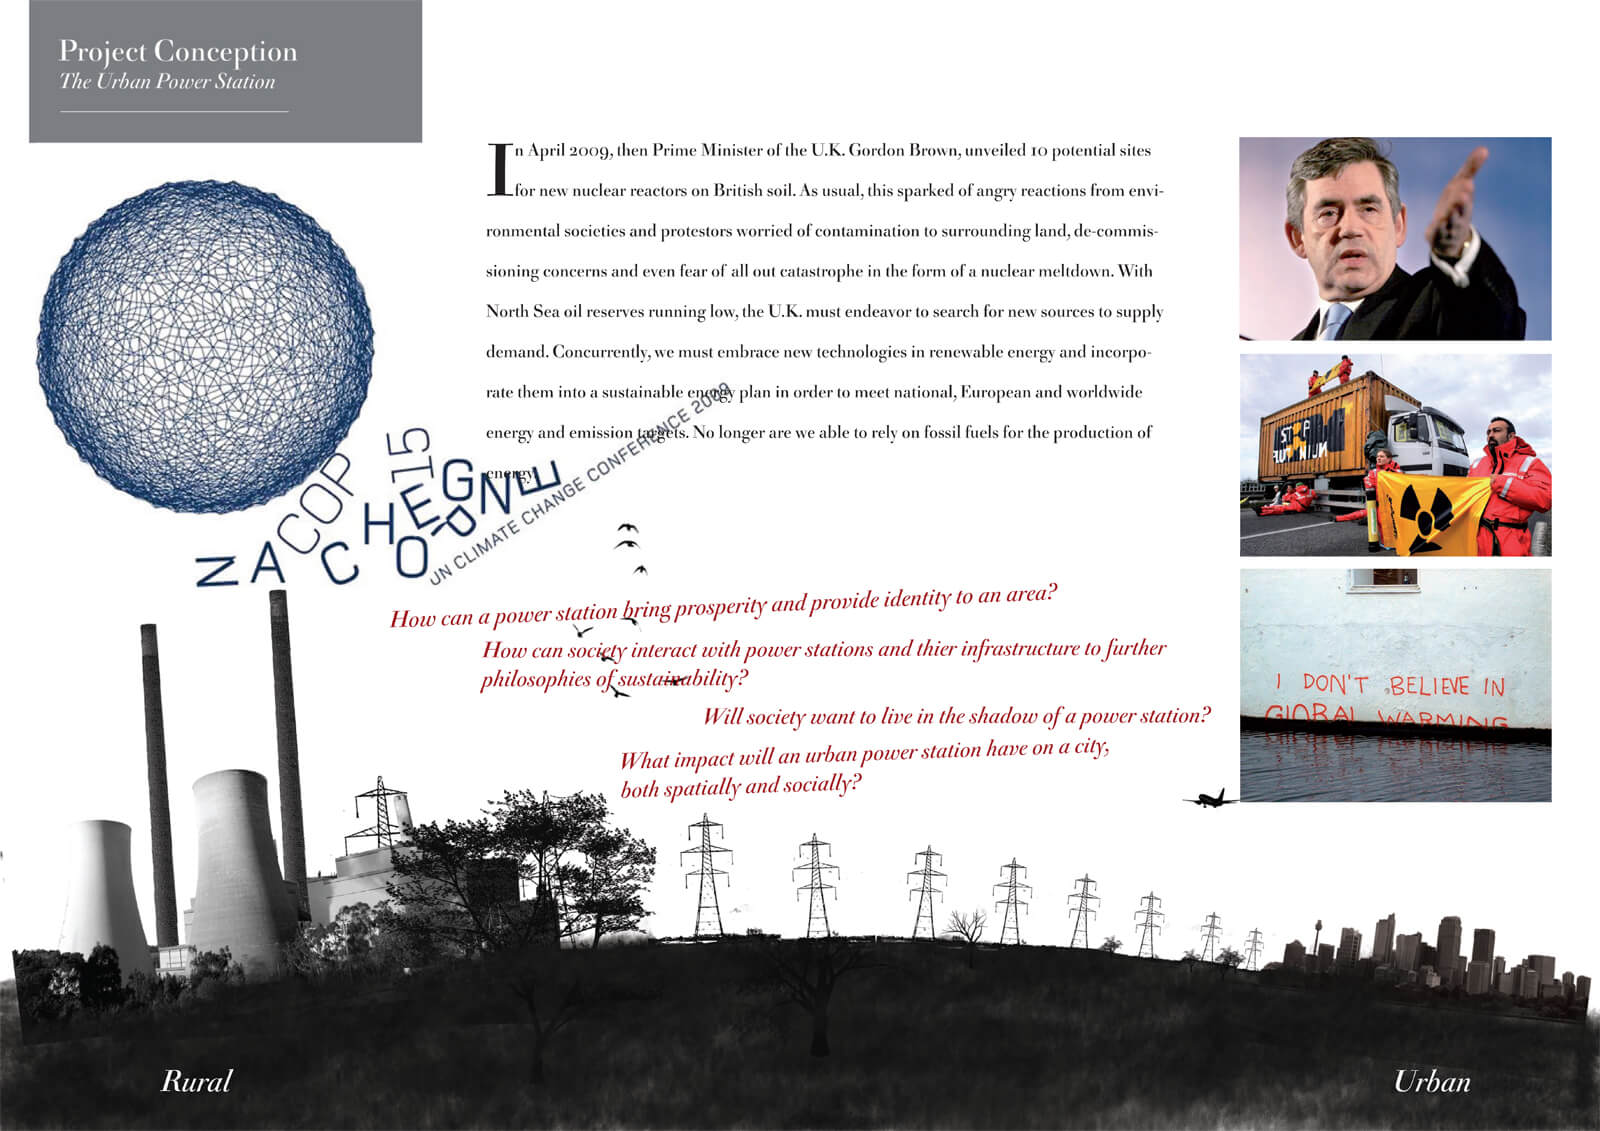 Project Conception
The Urban Power Station
In April 2009, then Prime Minister of the U.K. Gordon Brown, unveiled 10 potential sites
for new nuclear reactors on British soil. As usual, this sparked of angry reactions from envi-
ronmental societies and protestors worried of contamination to surrounding land, de-commis-
sioning concerns and even fear of all out catastrophe in the form of a nuclear meltdown. With
North Sea oil reserves running low, the U.K. must endeavor to search for new sources to supply
demand. Concurrently, we must embrace new technologies in renewable energy and incorpo-
rate them into a sustainable energy plan in order to meet national, European and worldwide
energy and emission targets. No longer are we able to rely on fossil fuels for the production of
energy.
COP15
COPENHAGEN
UN CLIMATE CHANGE CONFERENCE 2009
STOP
PLUTONIUM
How can a power station bring prosperity and provide identity to an area?
How can society interact with power stations and thier infrastructure to further
philosophies of sustainability?
Will society want to live in the shadow of a power station?
What impact will an urban power station have on a city,
both spatially and socially?
I DON'T BELIEVE IN
GLOBAL WARMING
Rural
Urban